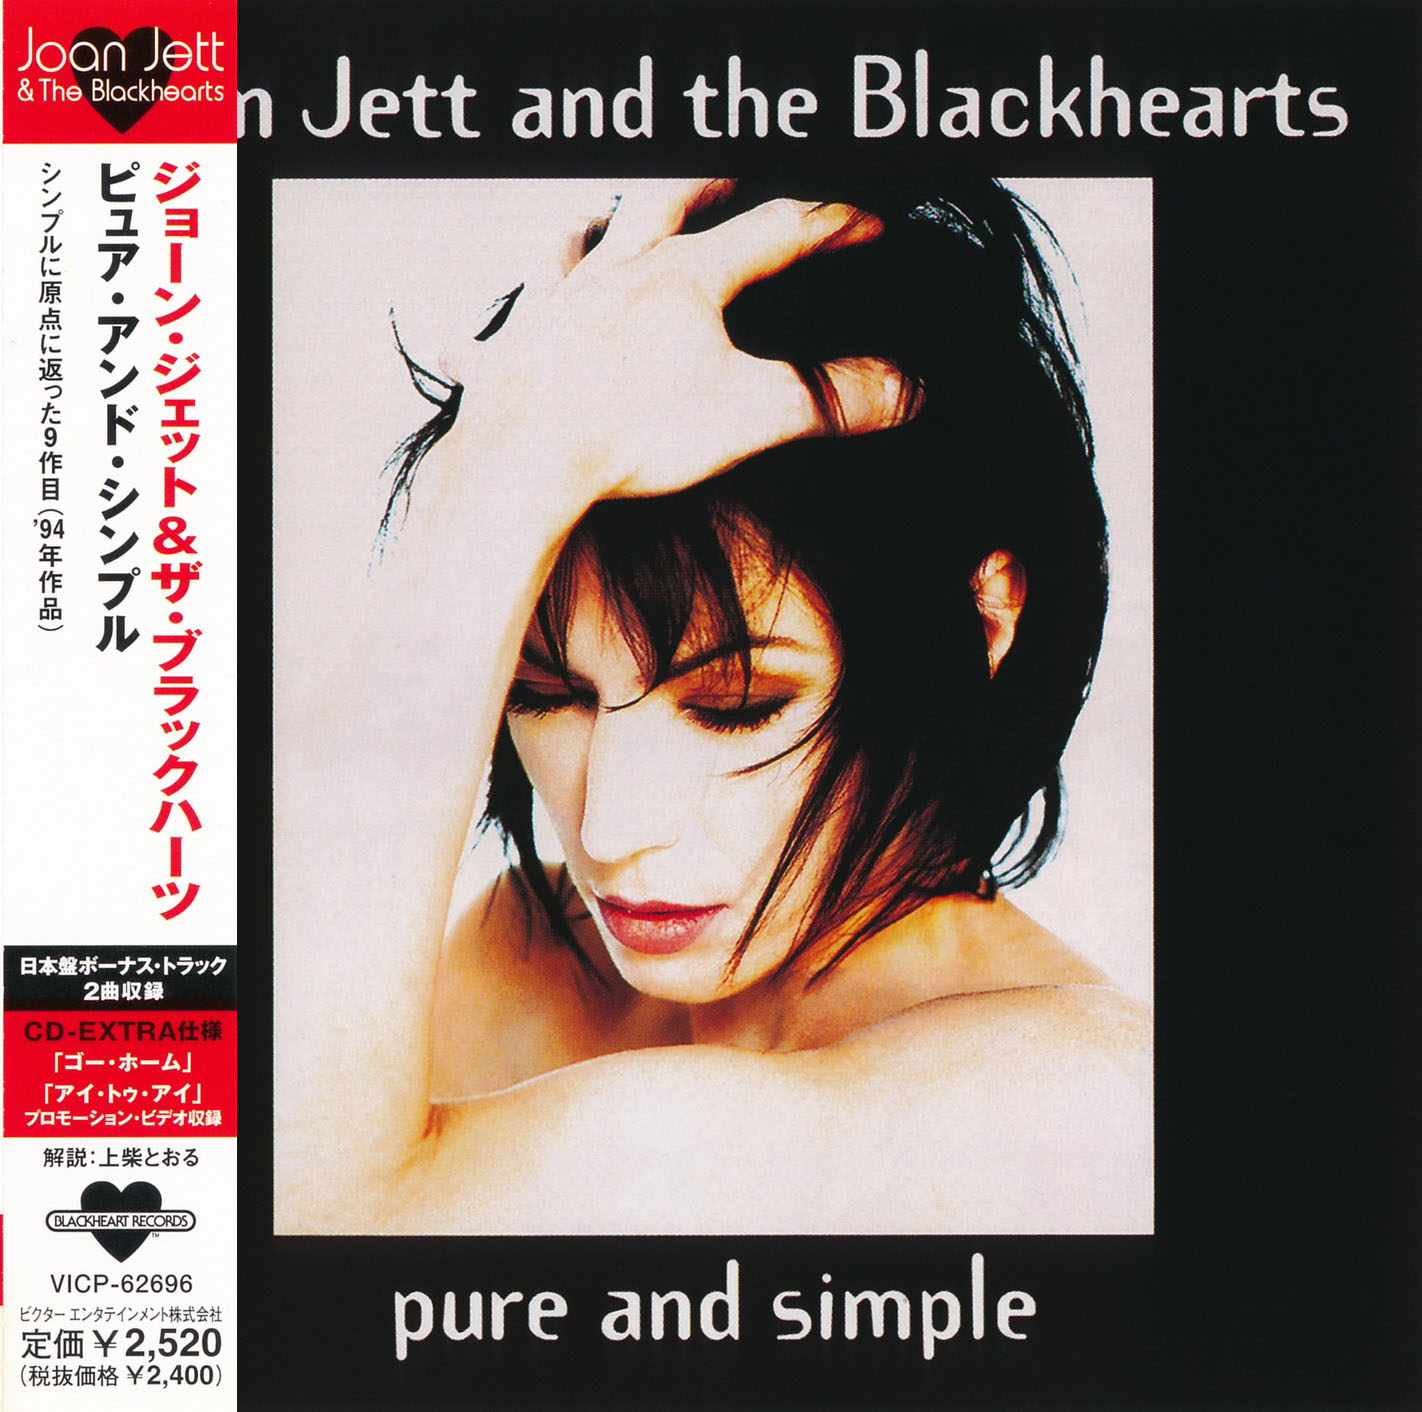 Joan Jett
& The Blackhearts
ジョーン・ジェット&ザ・ブラックハーツ
ピュア・アンド・シンプル
シンプルに原点に返った9作目('94年作品)
日本盤ボーナス・トラック
2曲収録
CD-EXTRA仕様
「ゴー・ホーム」
「アイ・トゥ・アイ」
プロモーション・ビデオ収録
解説:上柴とおる
BLACKHEART RECORDS
TM
VICP-62696
ビクター エンタテインメント株式会社
定価 ¥2,520
(税抜価格 ¥2,400)
n Jett and the Blackhearts
pure and simple